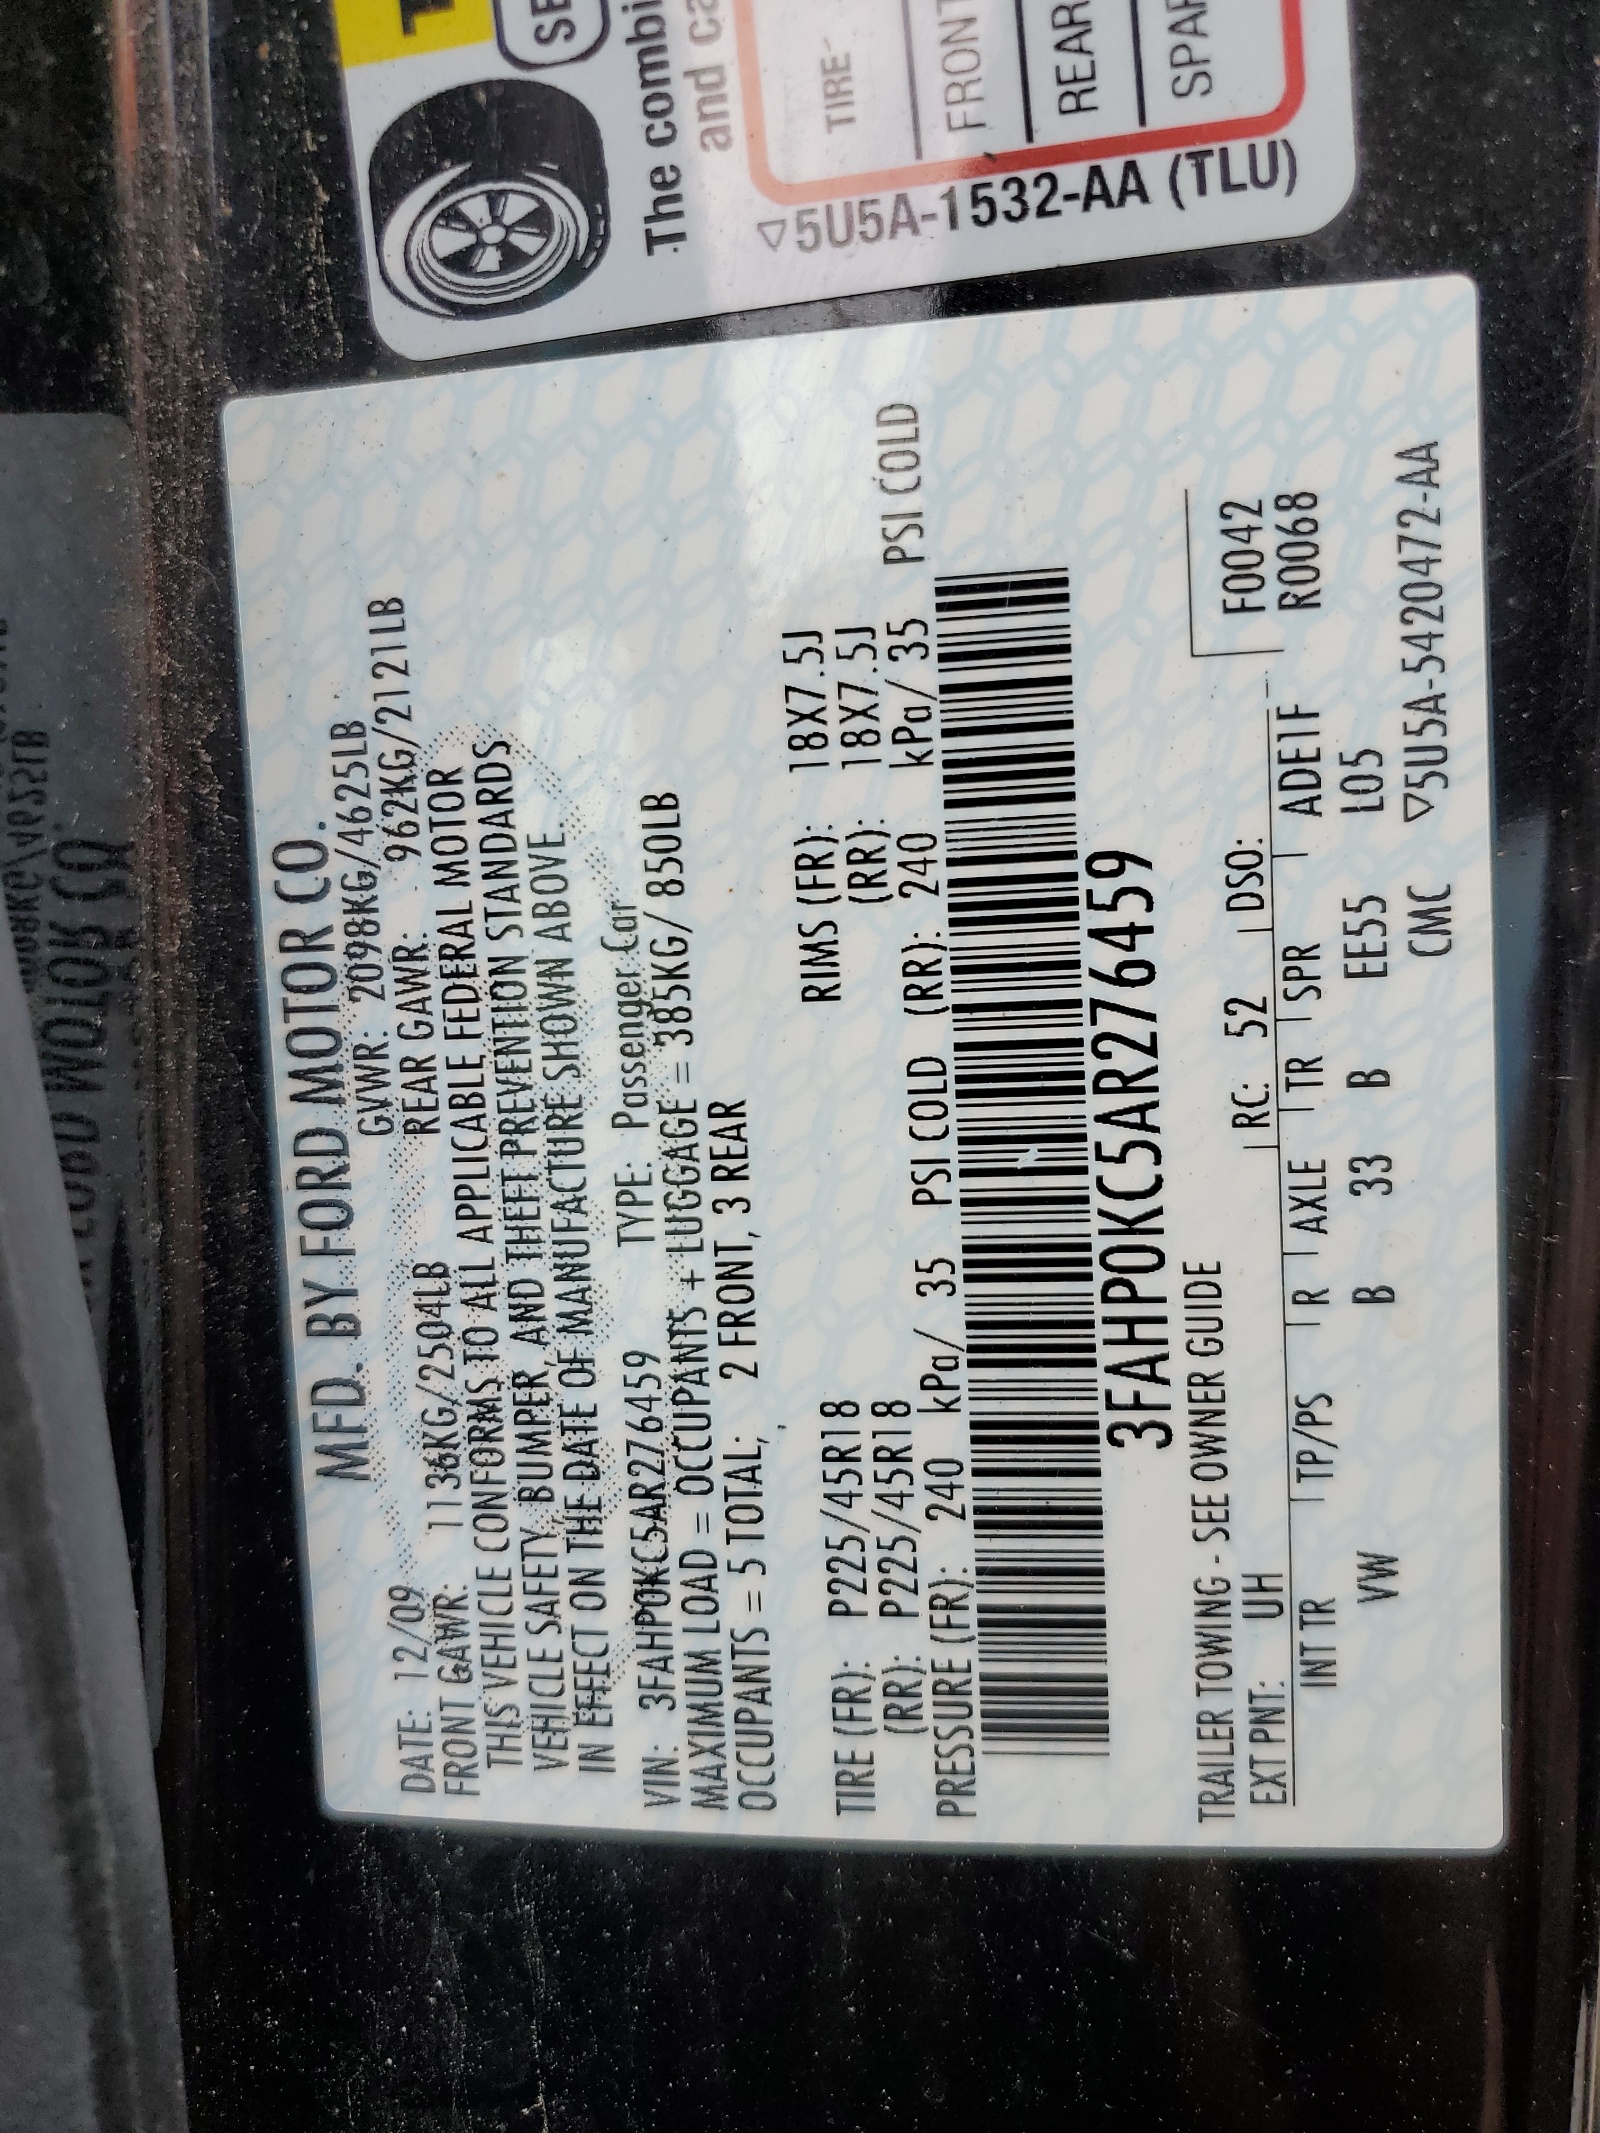 MFD. BY FORD MOTOR CO.
DATE: 12/09 GVWR: 2098KG/4625LB
FRONT GAWR: 1136KG/2504LB REAR GAWR: 962KG/2121LB
THIS VEHICLE CONFORMS TO ALL APPLICABLE FEDERAL MOTOR
VEHICLE SAFETY, BUMPER, AND THEFT PREVENTION STANDARDS
IN EFFECT ON THE DATE OF MANUFACTURE SHOWN ABOVE.
VIN: 3FAHP0KC5AR276459 TYPE: Passenger Car
MAXIMUM LOAD = OCCUPANTS + LUGGAGE = 385KG/ 850LB
OCCUPANTS = 5 TOTAL; 2 FRONT, 3 REAR
TIRE (FR): P225/45R18 RIMS (FR): 18X7.5J
(RR): P225/45R18 (RR): 18X7.5J
PRESSURE (FR): 240 kPa/ 35 PSI COLD (RR): 240 kPa/ 35 PSI COLD
3FAHP0KC5AR276459
TRAILER TOWING - SEE OWNER GUIDE
EXT PNT: UH RC: 52 DSO: F0042
R0068
INT TR TP/PS R AXLE TR SPR ADE1F
VW B 33 B EE55 L05
CMC ▽5U5A-5420472-AA
The combi
and ca
TIRE
FRONT
REAR
SPAR
▽5U5A-1532-AA (TLU)